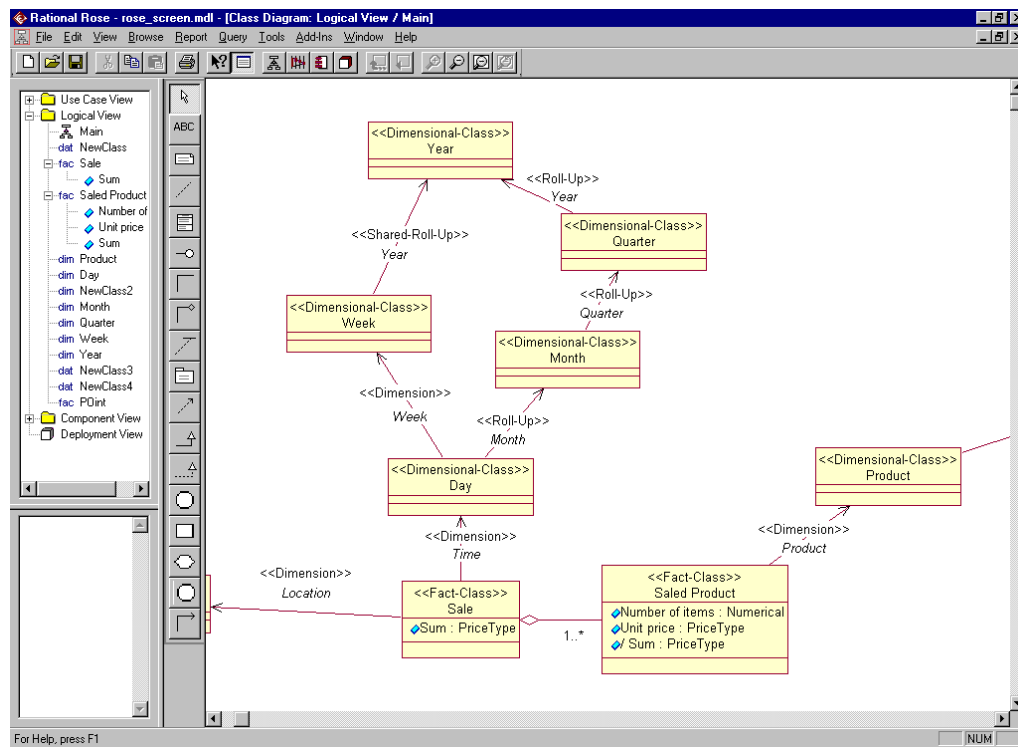 Rational Rose - rose_screen.mdl - [Class Diagram: Logical View / Main]
File Edit View Browse Report Query Tools Add-Ins Window Help
Use Case View
Logical View
Main
dat NewClass
fac Sale
Sum
fac Saled Product
Number of
Unit price
Sum
dim Product
dim Day
dim NewClass2
dim Month
dim Quarter
dim Week
dim Year
dat NewClass3
dat NewClass4
fac POint
Component View
Deployment View
ABC
<<Dimensional-Class>>
Year
<<Roll-Up>>
Year
<<Shared-Roll-Up>>
Year
<<Dimensional-Class>>
Quarter
<<Roll-Up>>
Quarter
<<Dimensional-Class>>
Week
<<Dimensional-Class>>
Month
<<Dimension>>
Week
<<Roll-Up>>
Month
<<Dimensional-Class>>
Day
<<Dimensional-Class>>
Product
<<Dimension>>
Time
<<Dimension>>
Product
<<Dimension>>
Location
<<Fact-Class>>
Sale
Sum : PriceType
1..*
<<Fact-Class>>
Saled Product
Number of items : Numerical
Unit price : PriceType
/ Sum : PriceType
For Help, press F1
NUM